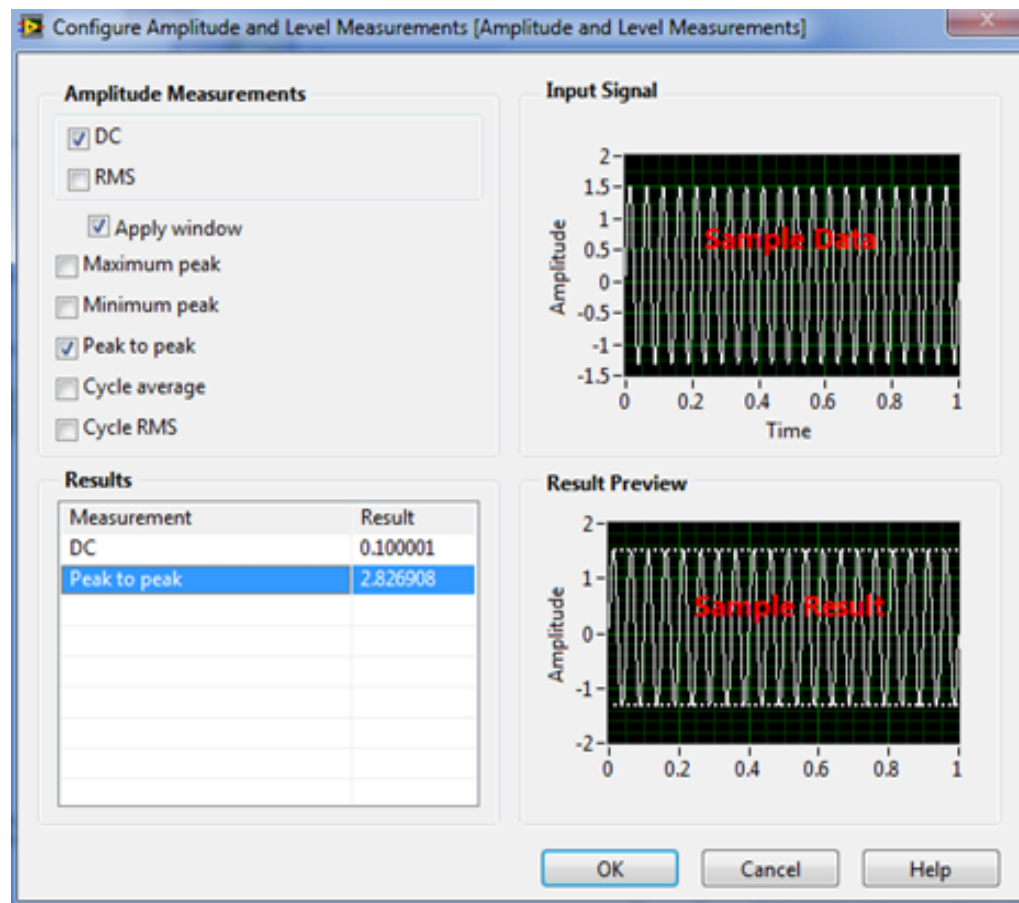 Configure Amplitude and Level Measurements [Amplitude and Level Measurements]
Amplitude Measurements
DC
RMS
Apply window
Maximum peak
Minimum peak
Peak to peak
Cycle average
Cycle RMS
Input Signal
2
1.5
1
0.5
0
-0.5
-1
-1.5
Amplitude
Sample Data
0 0.2 0.4 0.6 0.8 1
Time
Results
Measurement Result
DC 0.100001
Peak to peak 2.826908
Result Preview
2
1
0
-1
-2
Amplitude
Sample Result
0 0.2 0.4 0.6 0.8 1
OK Cancel Help